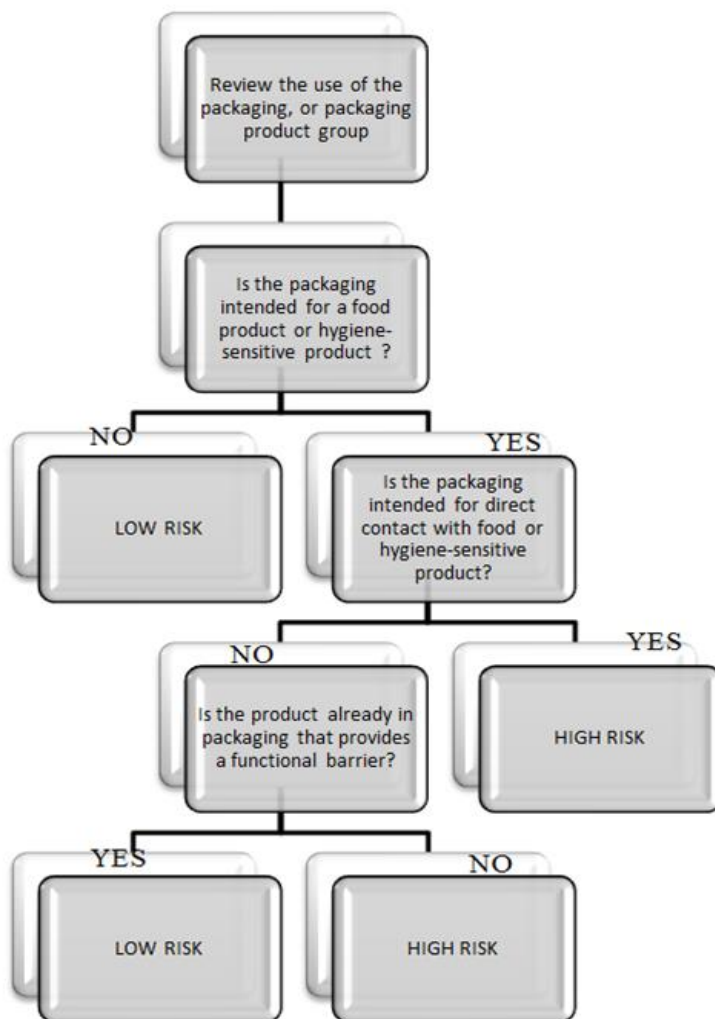 Review the use of the
packaging, or packaging
product group
Is the packaging
intended for a food
product or hygiene-
sensitive product ?
NO
YES
LOW RISK
Is the packaging
intended for direct
contact with food or
hygiene-sensitive
product?
NO
YES
Is the product already in
packaging that provides
a functional barrier?
HIGH RISK
YES
NO
LOW RISK
HIGH RISK